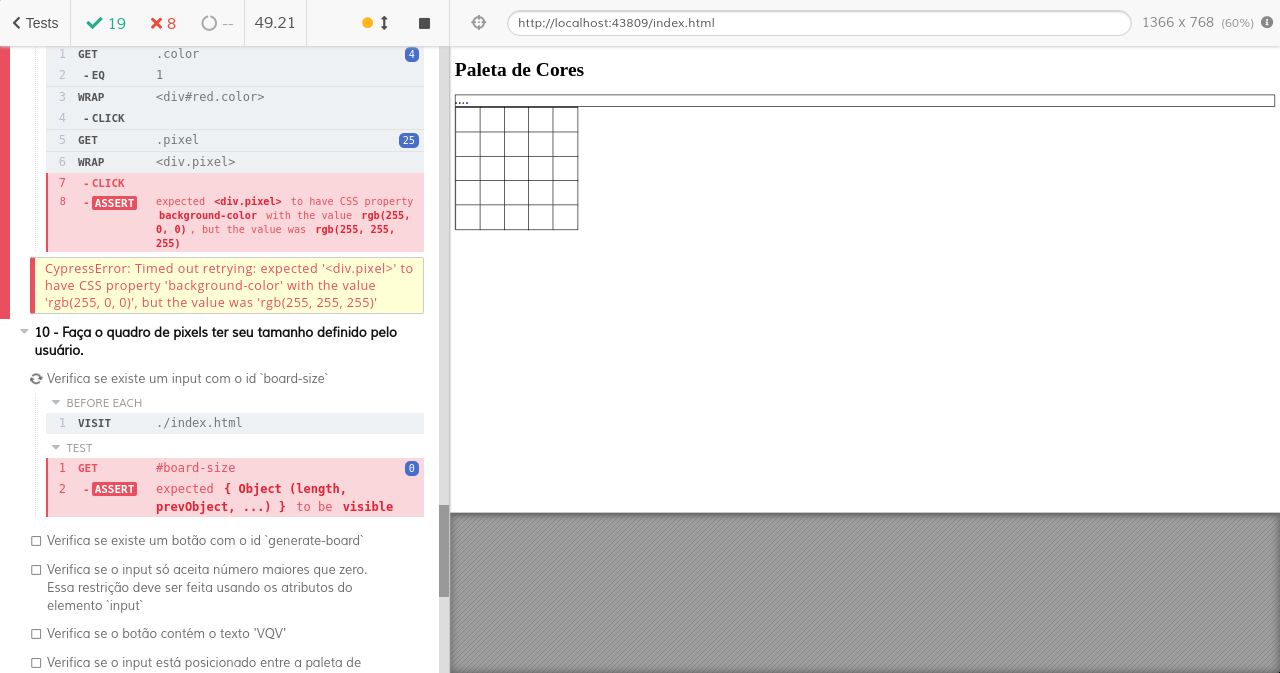 Tests 19 8 -- 49.21 http://localhost:43809/index.html 1366 x 768 (60%)
1 GET .color 4
2 - EQ 1
3 WRAP <div#red.color>
4 - CLICK
5 GET .pixel 25
6 WRAP <div.pixel>
7 - CLICK
8 - ASSERT expected <div.pixel> to have CSS property
background-color with the value rgb(255,
0, 0) , but the value was rgb(255, 255,
255)
CypressError: Timed out retrying: expected '<div.pixel>' to
have CSS property 'background-color' with the value
'rgb(255, 0, 0)', but the value was 'rgb(255, 255, 255)'
10 - Faça o quadro de pixels ter seu tamanho definido pelo
usuário.
Verifica se existe um input com o id `board-size`
BEFORE EACH
1 VISIT ./index.html
TEST
1 GET #board-size 0
2 - ASSERT expected { Object (length,
prevObject, ...) } to be visible
Verifica se existe um botão com o id `generate-board`
Verifica se o input só aceita número maiores que zero.
Essa restrição deve ser feita usando os atributos do
elemento `input`
Verifica se o botão contém o texto 'VQV'
Verifica se o input está posicionado entre a paleta de
Paleta de Cores
....